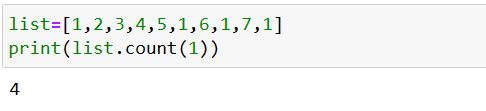 list=[1,2,3,4,5,1,6,1,7,1]
print(list.count(1))
4